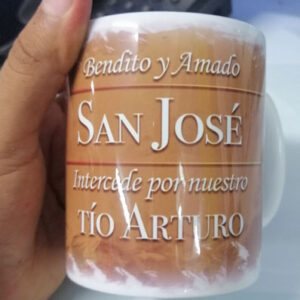 Bendito y Amado
SAN JOSÉ
Intercede por nuestro
TÍO ARTURO